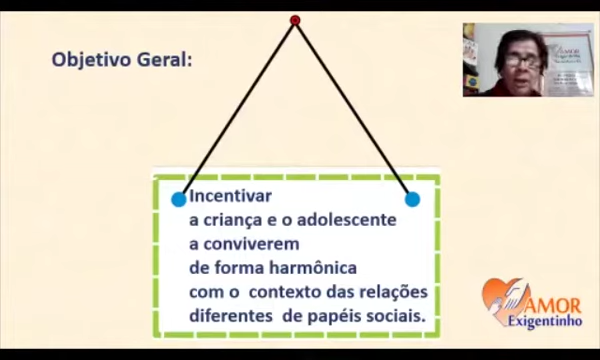 Objetivo Geral:
Incentivar
a criança e o adolescente
a conviverem
de forma harmônica
com o contexto das relações
diferentes de papéis sociais.
AMOR
AMOR
Exigentinho